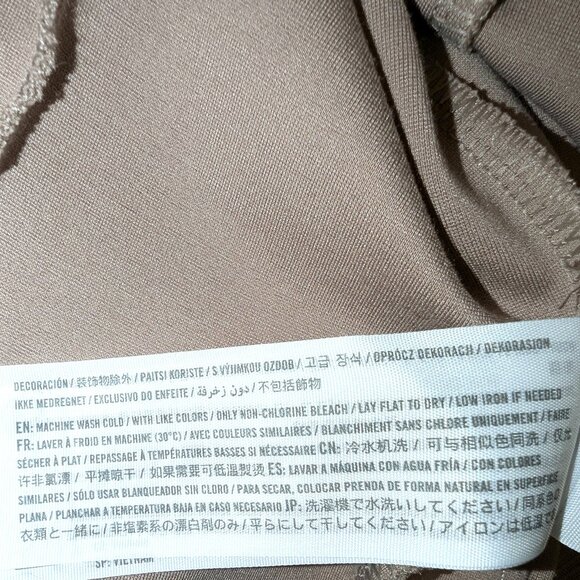 DECORACIÓN / 装飾物除外 / PAITSI KORISTE / S VÝJIMKOU OZDOB / 고급 장식 / OPRÓCZ DEKORACJI / DEKORASJON
IKKE MEDREGNET / EXCLUSIVO DO ENFEITE / دون زخرفة / 不包括飾物
EN: MACHINE WASH COLD / WITH LIKE COLORS / ONLY NON-CHLORINE BLEACH / LAY FLAT TO DRY / LOW IRON IF NEEDED
FR: LAVER À FROID EN MACHINE (30°C) / AVEC COULEURS SIMILAIRES / BLANCHIMENT SANS CHLORE UNIQUEMENT / FAIRE
SÉCHER À PLAT / REPASSAGE À TEMPÉRATURES BASSES SI NÉCESSAIRE CN: 冷水机洗 / 可与相似色同洗 / 仅允
许非氯漂 / 平摊晾干 / 如果需要可低温熨烫 ES: LAVAR A MÁQUINA CON AGUA FRÍA / CON COLORES
SIMILARES / SÓLO USAR BLANQUEADOR SIN CLORO / PARA SECAR, COLOCAR PRENDA DE FORMA NATURAL EN SUPERFICIE
PLANA / PLANCHAR A TEMPERATURA BAJA EN CASO NECESARIO JP: 洗濯機で水洗いしてください / 同系色の
衣類と一緒に / 非塩素系の漂白剤のみ / 平らにして干してください / アイロンは低温で
SP: VIETNAM